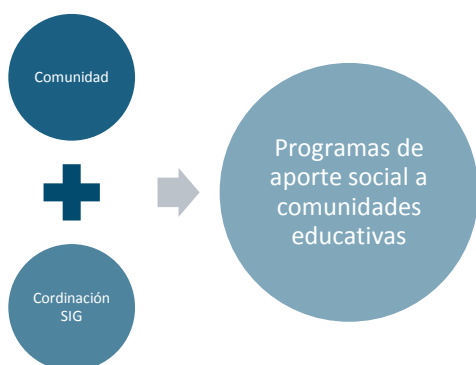 Comunidad
Cordinación
SIG
Programas de
aporte social a
comunidades
educativas